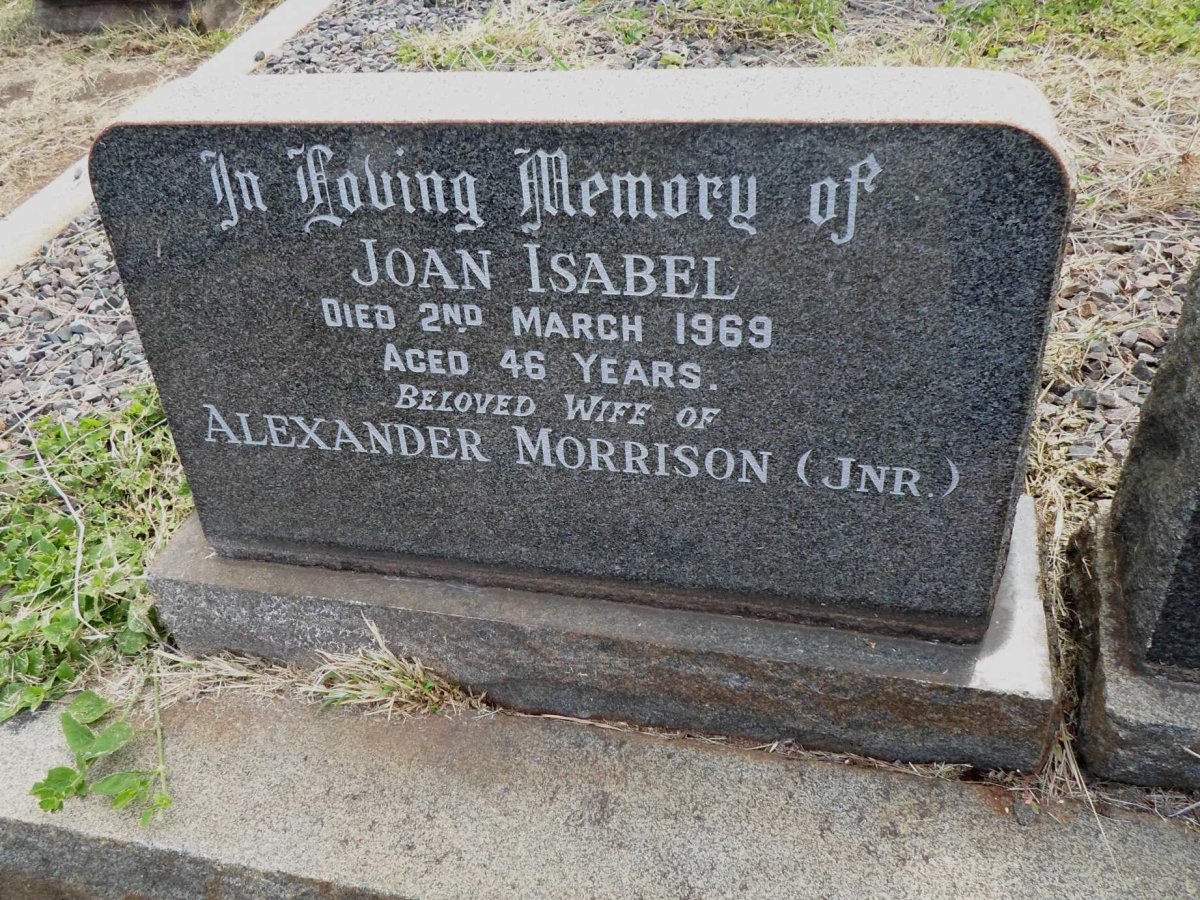 In Loving Memory of
JOAN ISABEL
DIED 2ND MARCH 1969
AGED 46 YEARS.
BELOVED WIFE OF
ALEXANDER MORRISON (JNR.)